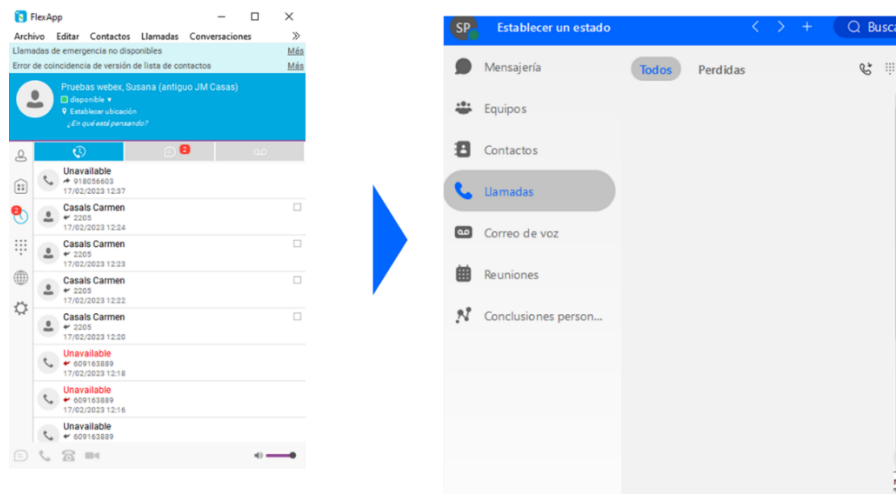 FlexApp
Archivo Editar Contactos Llamadas Conversaciones
Llamadas de emergencia no disponibles Más
Error de coincidencia de versión de lista de contactos Más
Pruebas webex, Susana (antiguo JM Casas)
disponible
Establecer ubicación
¿En qué está pensando?
2
Unavailable
918056603
17/02/2023 12:37
Casals Carmen
2205
17/02/2023 12:24
2
Casals Carmen
2205
17/02/2023 12:23
Casals Carmen
2205
17/02/2023 12:22
Casals Carmen
2205
17/02/2023 12:20
Unavailable
609163889
17/02/2023 12:18
Unavailable
609163889
17/02/2023 12:16
Unavailable
609163889
SP Establecer un estado Busca
Mensajería
Equipos
Contactos
Llamadas
Correo de voz
Reuniones
Conclusiones person...
Todos Perdidas